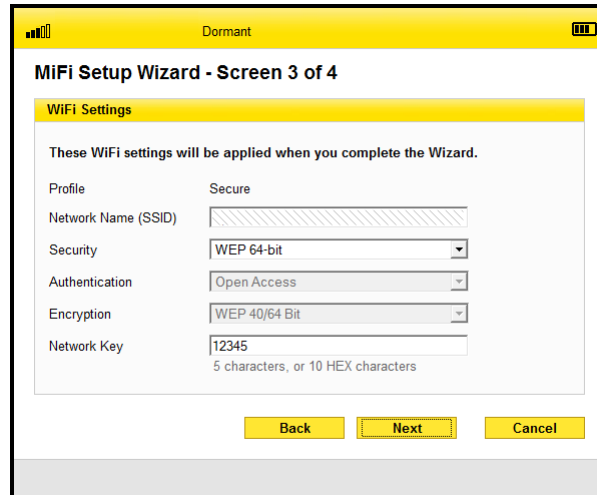 Dormant
MiFi Setup Wizard - Screen 3 of 4
WiFi Settings
These WiFi settings will be applied when you complete the Wizard.
Profile Secure
Network Name (SSID)
Security WEP 64-bit
Authentication Open Access
Encryption WEP 40/64 Bit
Network Key 12345
5 characters, or 10 HEX characters
Back Next Cancel